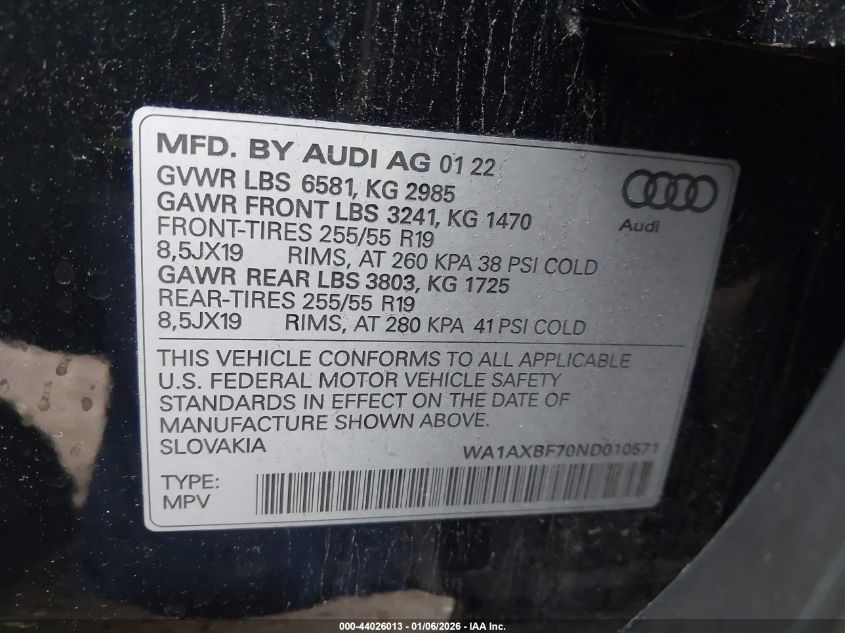 MFD. BY AUDI AG 01 22
GVWR LBS 6581, KG 2985
GAWR FRONT LBS 3241, KG 1470
FRONT-TIRES 255/55 R19
8,5JX19 RIMS, AT 260 KPA 38 PSI COLD
GAWR REAR LBS 3803, KG 1725
REAR-TIRES 255/55 R19
8,5JX19 RIMS, AT 280 KPA 41 PSI COLD
Audi
THIS VEHICLE CONFORMS TO ALL APPLICABLE
U.S. FEDERAL MOTOR VEHICLE SAFETY
STANDARDS IN EFFECT ON THE DATE OF
MANUFACTURE SHOWN ABOVE.
SLOVAKIA WA1AXBF70ND010571
TYPE:
MPV
000-44026013 - 01/06/2026 - IAA Inc.